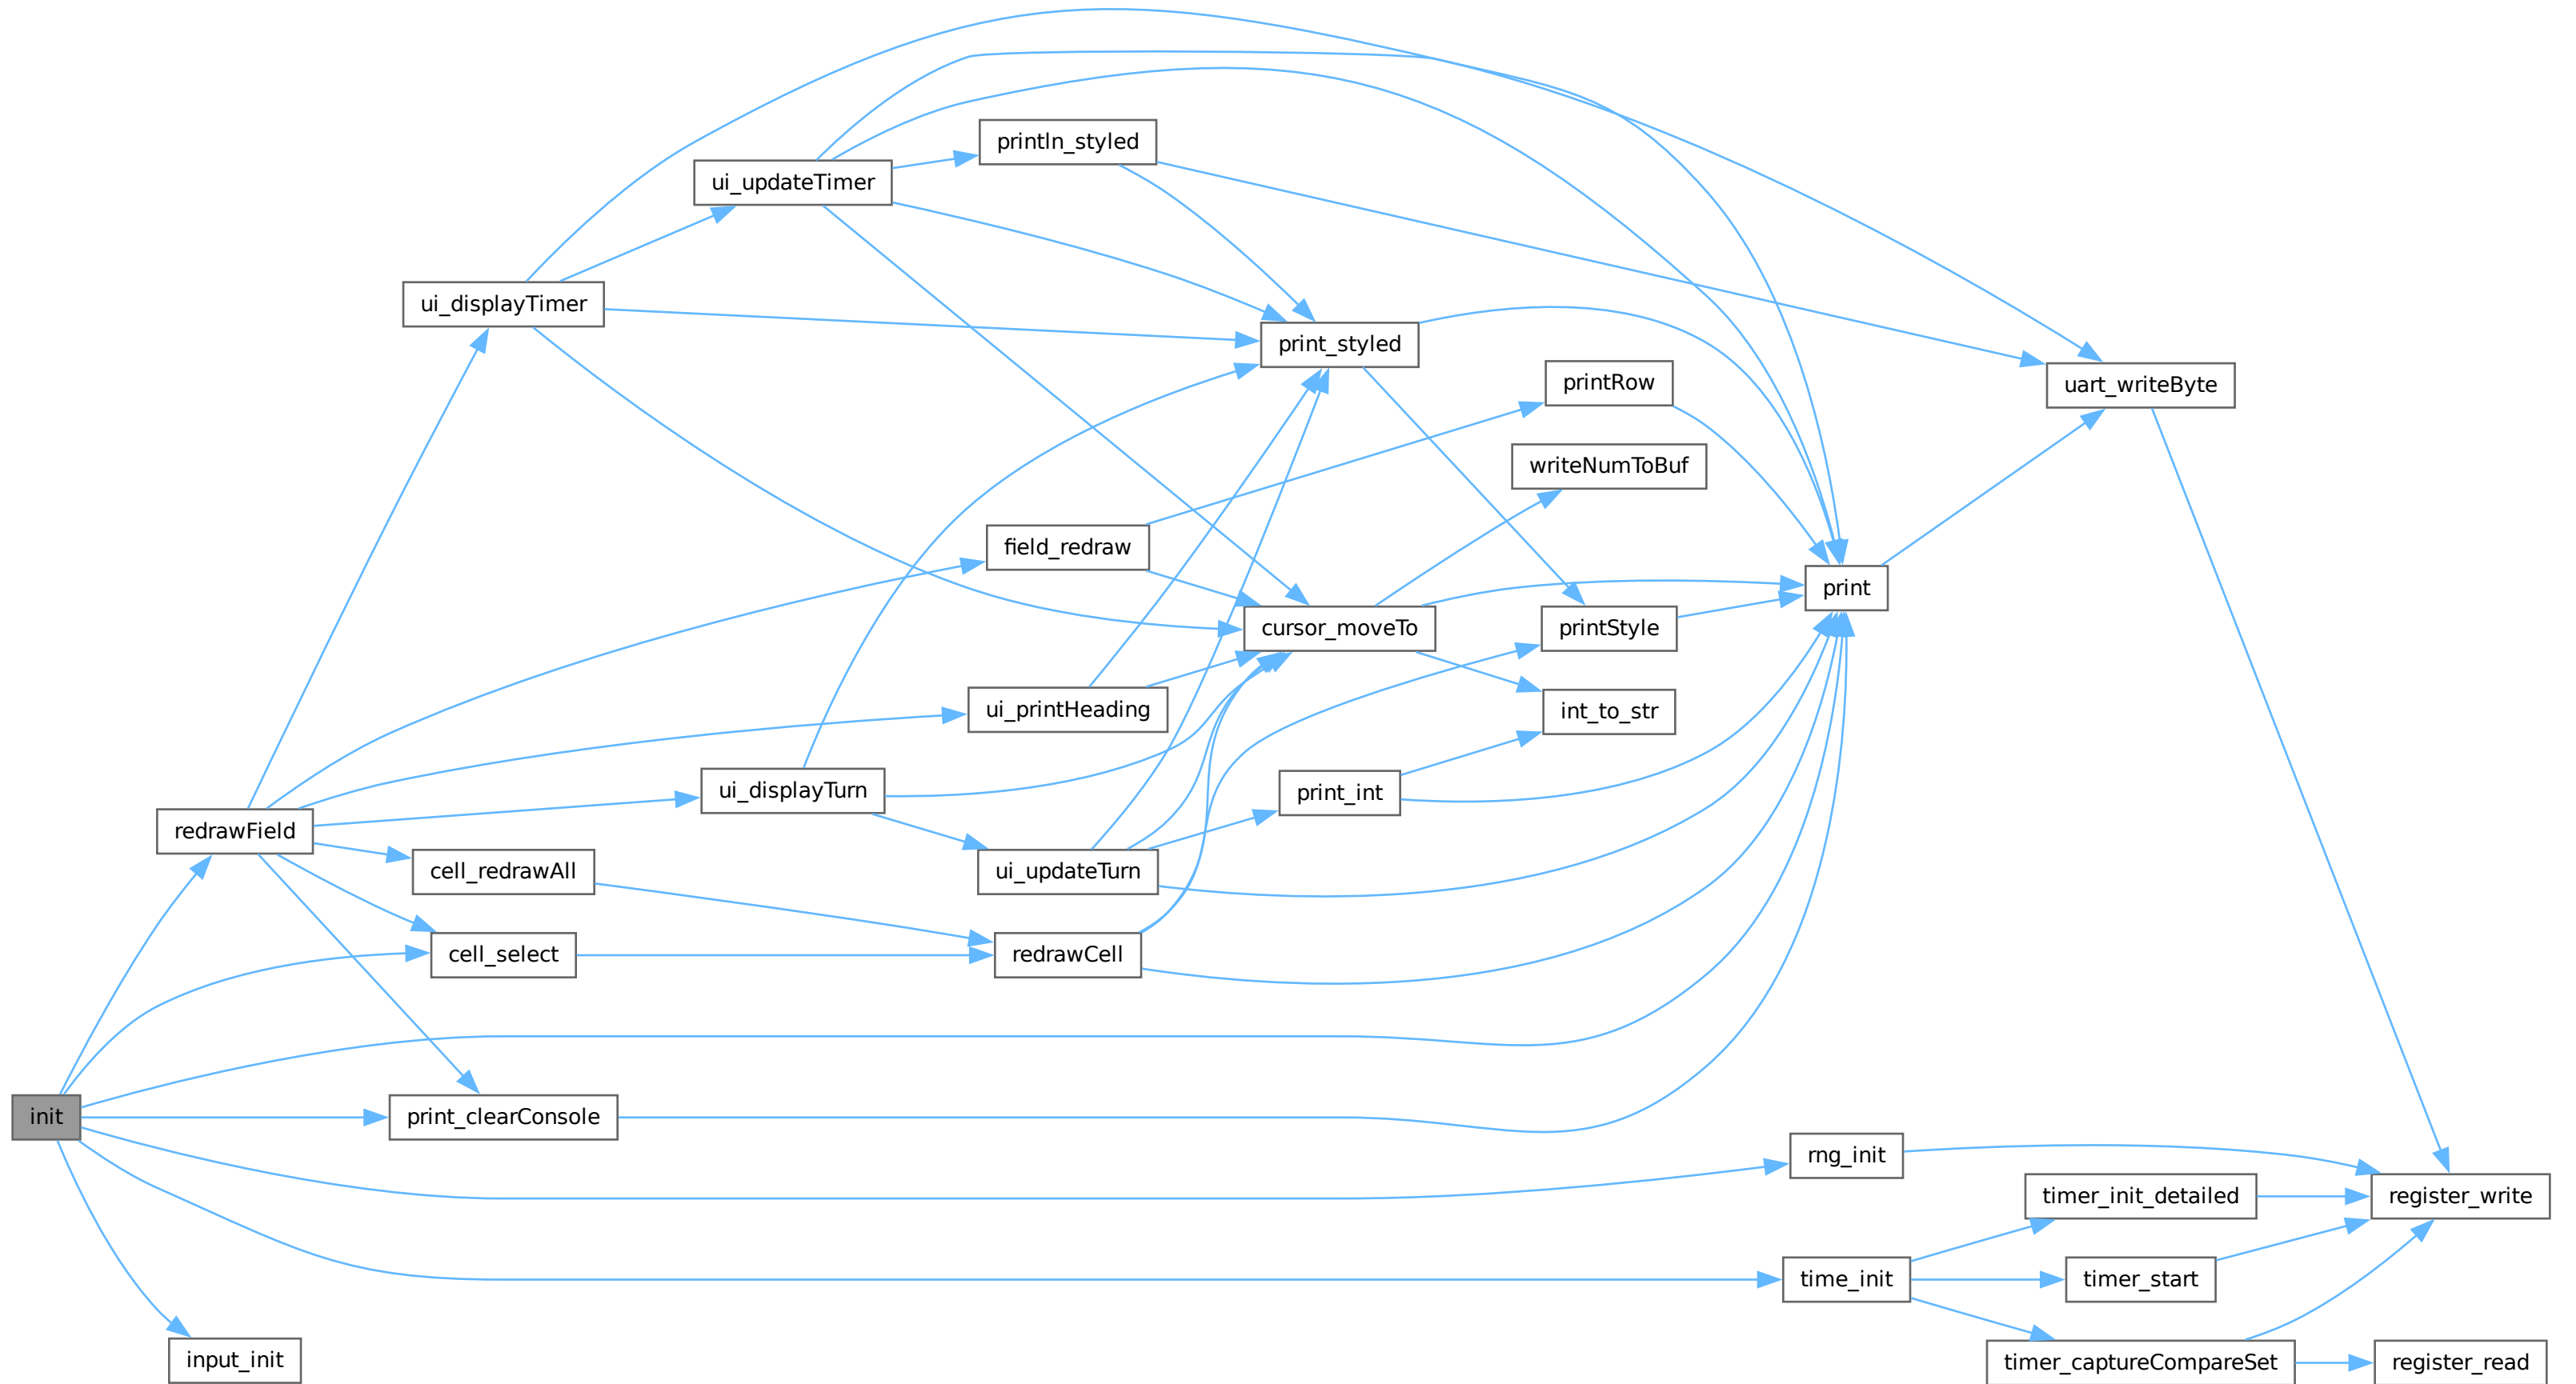 println_styled
ui_updateTimer
ui_displayTimer
print_styled
printRow
uart_writeByte
writeNumToBuf
field_redraw
print
cursor_moveTo
printStyle
ui_printHeading
int_to_str
ui_displayTurn
print_int
redrawField
cell_redrawAll
ui_updateTurn
cell_select
redrawCell
init
print_clearConsole
rng_init
timer_init_detailed
register_write
time_init
timer_start
input_init
timer_captureCompareSet
register_read